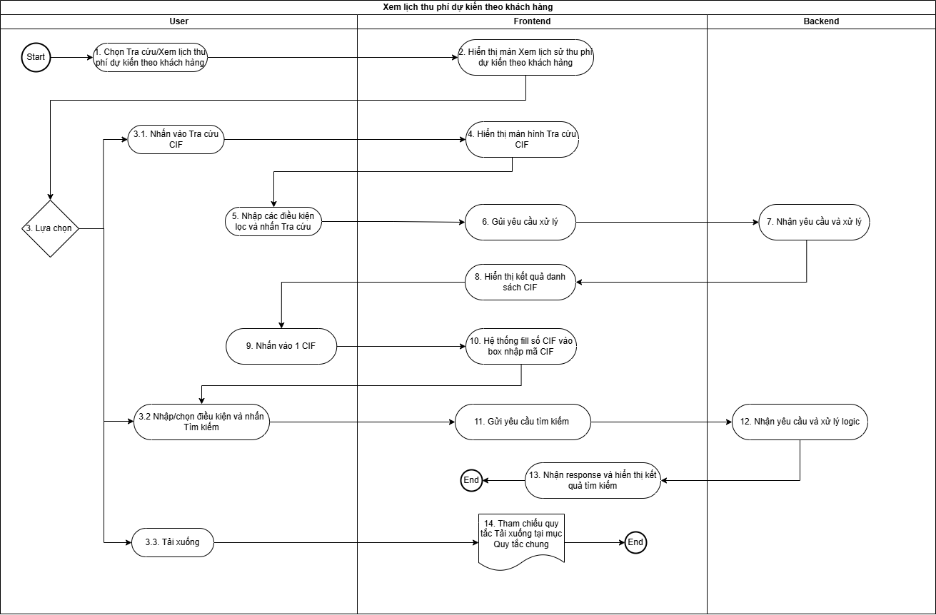 Xem lịch thu phí dự kiến theo khách hàng
User
Frontend
Backend
Start
1. Chọn Tra cứu/Xem lịch thu
phí dự kiến theo khách hàng
2. Hiển thị màn Xem lịch sử thu phí
dự kiến theo khách hàng
3.1. Nhấn vào Tra cứu
CIF
4. Hiển thị màn hình Tra cứu
CIF
3. Lựa chọn
5. Nhập các điều kiện
lọc và nhấn Tra cứu
6. Gửi yêu cầu xử lý
7. Nhận yêu cầu và xử lý
8. Hiển thị kết quả danh
sách CIF
9. Nhấn vào 1 CIF
10. Hệ thống fill số CIF vào
box nhập mã CIF
3.2 Nhập/chọn điều kiện và nhấn
Tìm kiếm
11. Gửi yêu cầu tìm kiếm
12. Nhận yêu cầu và xử lý logic
End
13. Nhận response và hiển thị kết
quả tìm kiếm
3.3. Tải xuống
14. Tham chiếu quy
tắc Tải xuống tại mục
Quy tắc chung
End